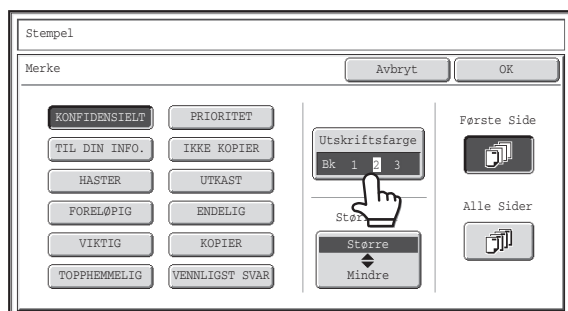 Stempel
Merke
Avbryt
OK
KONFIDENSIELT
PRIORITET
TIL DIN INFO.
IKKE KOPIER
HASTER
UTKAST
FORELØPIG
ENDELIG
VIKTIG
KOPIER
TOPPHEMMELIG
VENNLIGST SVAR
Utskriftsfarge
Bk 1 2 3
Større
Mindre
Første Side
Alle Sider